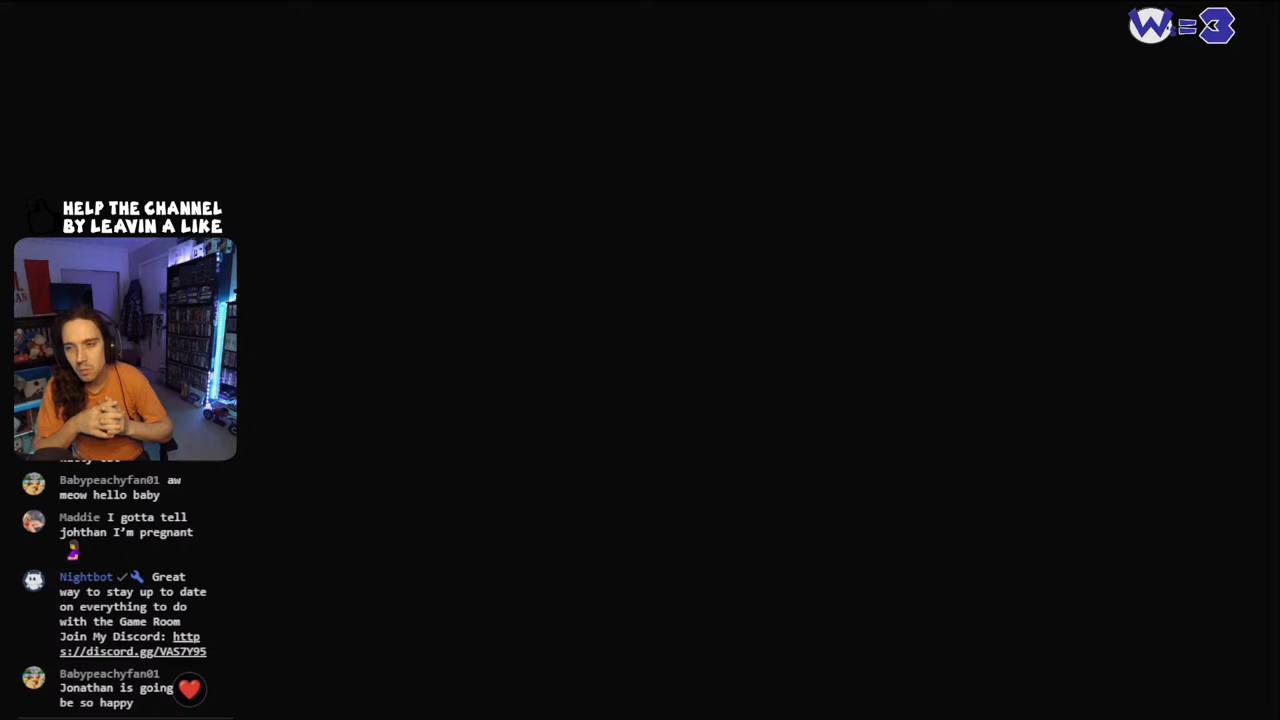 W=3
HELP THE CHANNEL
BY LEAVIN A LIKE
Babypeachyfan01 aw
meow hello baby
Maddie I gotta tell
johthan I'm pregnant
Nightbot Great
way to stay up to date
on everything to do
with the Game Room
Join My Discord: http
s://discord.gg/VAS7Y95
Babypeachyfan01
Jonathan is going
be so happy